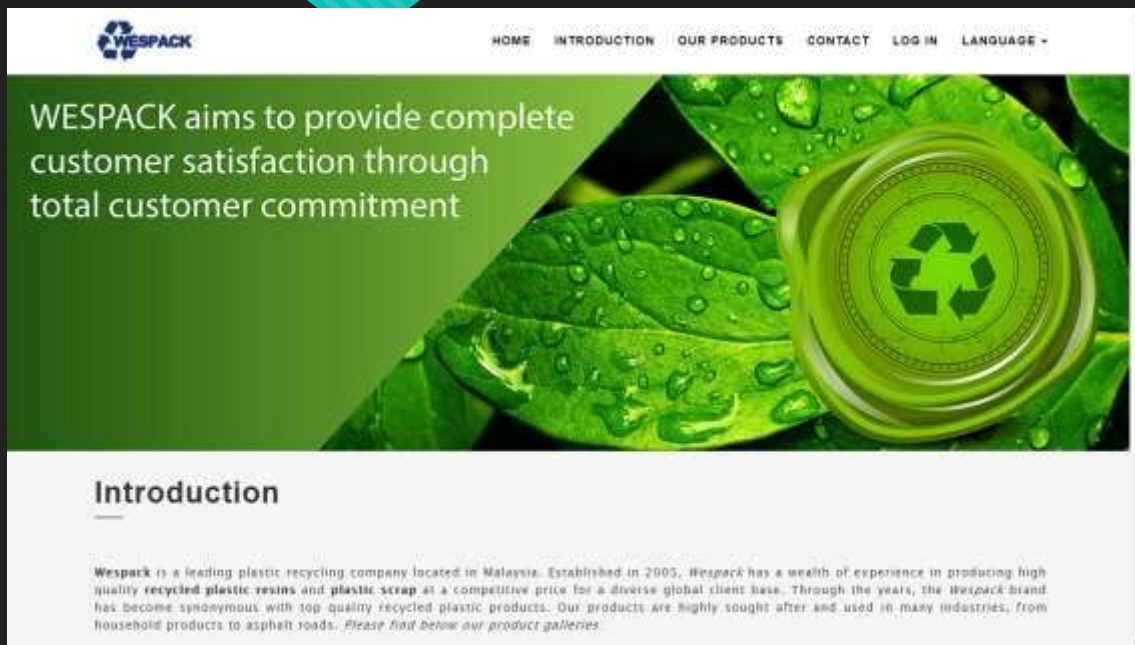 WESPACK
HOME INTRODUCTION OUR PRODUCTS CONTACT LOG IN LANGUAGE
WESPACK aims to provide complete
customer satisfaction through
total customer commitment
Introduction
Wespack is a leading plastic recycling company located in Malaysia. Established in 2005, Wespack has a wealth of experience in producing high
quality recycled plastic resins and plastic scrap at a competitive price for a diverse global client base. Through the years, the Wespack brand
has become synonymous with top quality recycled plastic products. Our products are highly sought after and used in many industries, from
household products to asphalt roads. Please find below our product galleries